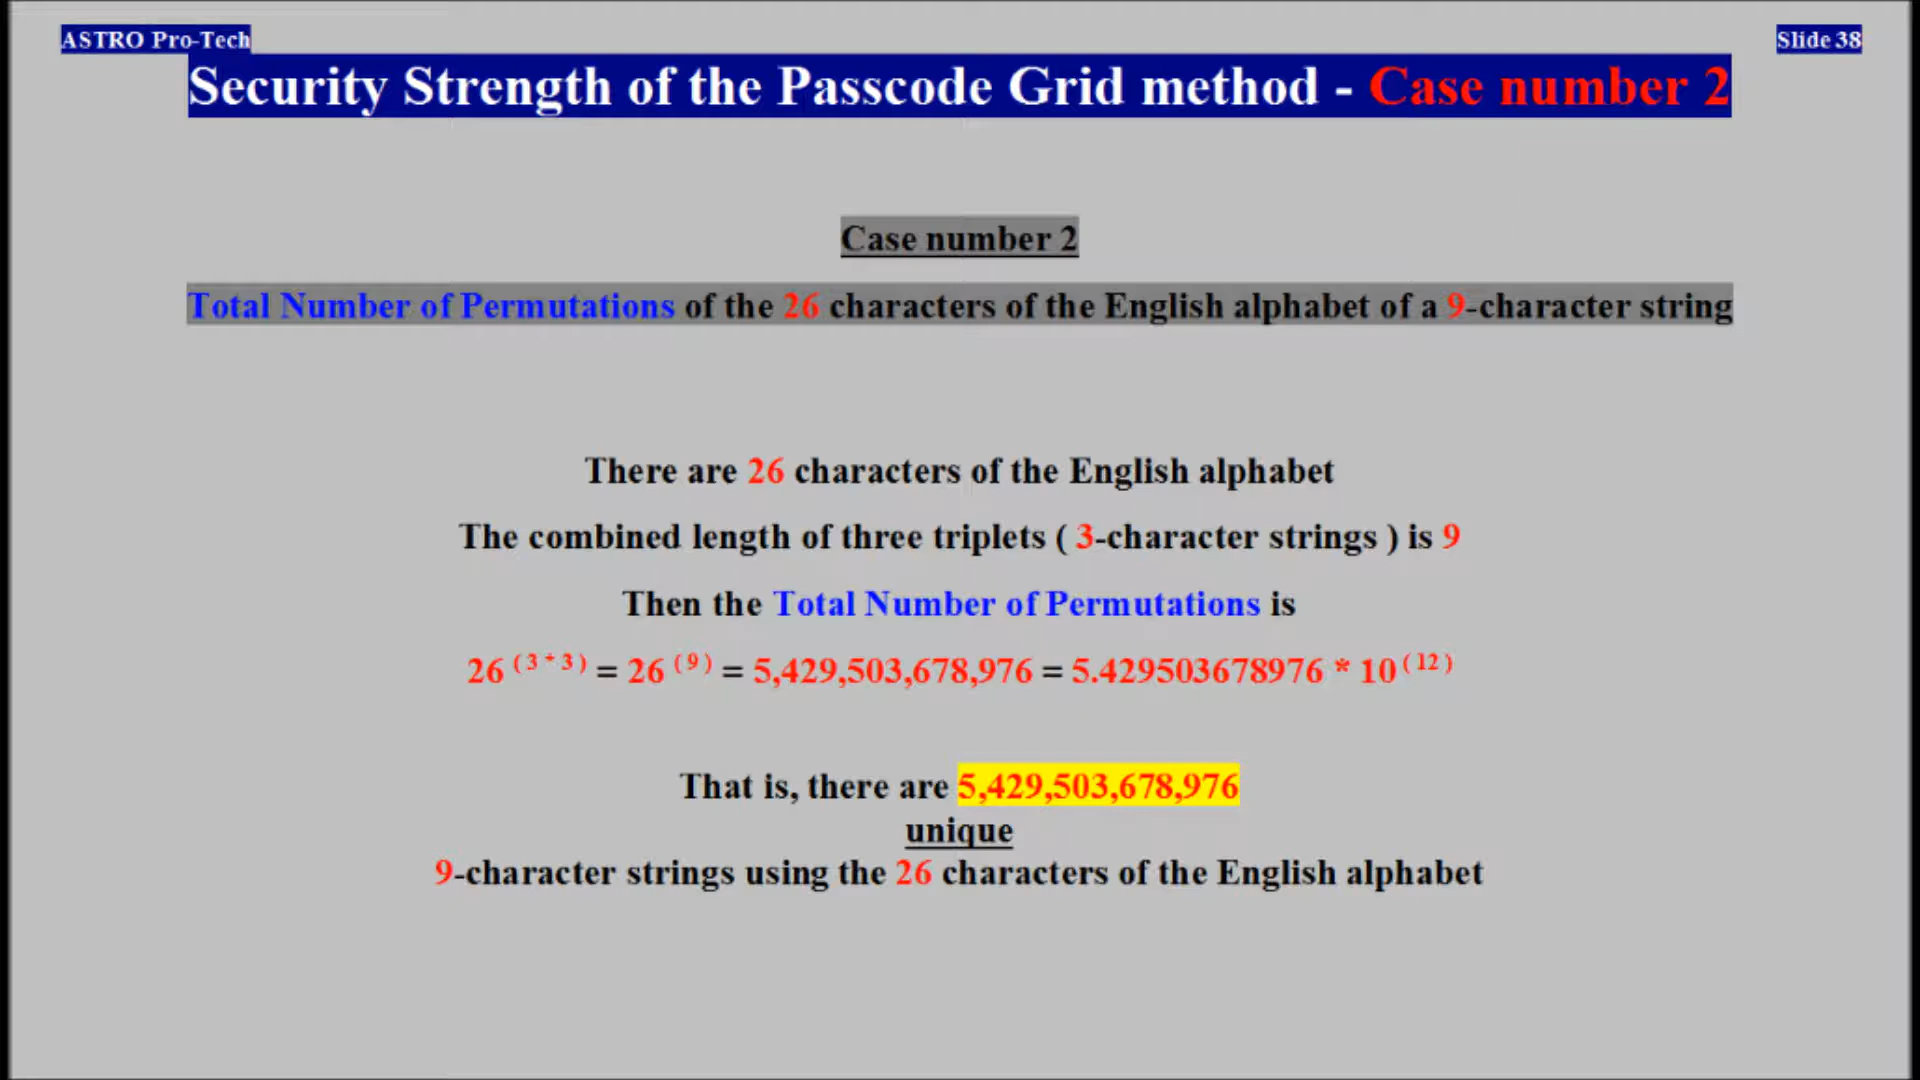 ASTRO Pro-Tech
Slide 38
Security Strength of the Passcode Grid method - Case number 2
Case number 2
Total Number of Permutations of the 26 characters of the English alphabet of a 9-character string
There are 26 characters of the English alphabet
The combined length of three triplets ( 3-character strings ) is 9
Then the Total Number of Permutations is
26 ( 3 * 3 ) = 26 ( 9 ) = 5,429,503,678,976 = 5.429503678976 * 10 ( 12 )
That is, there are 5,429,503,678,976
unique
9-character strings using the 26 characters of the English alphabet